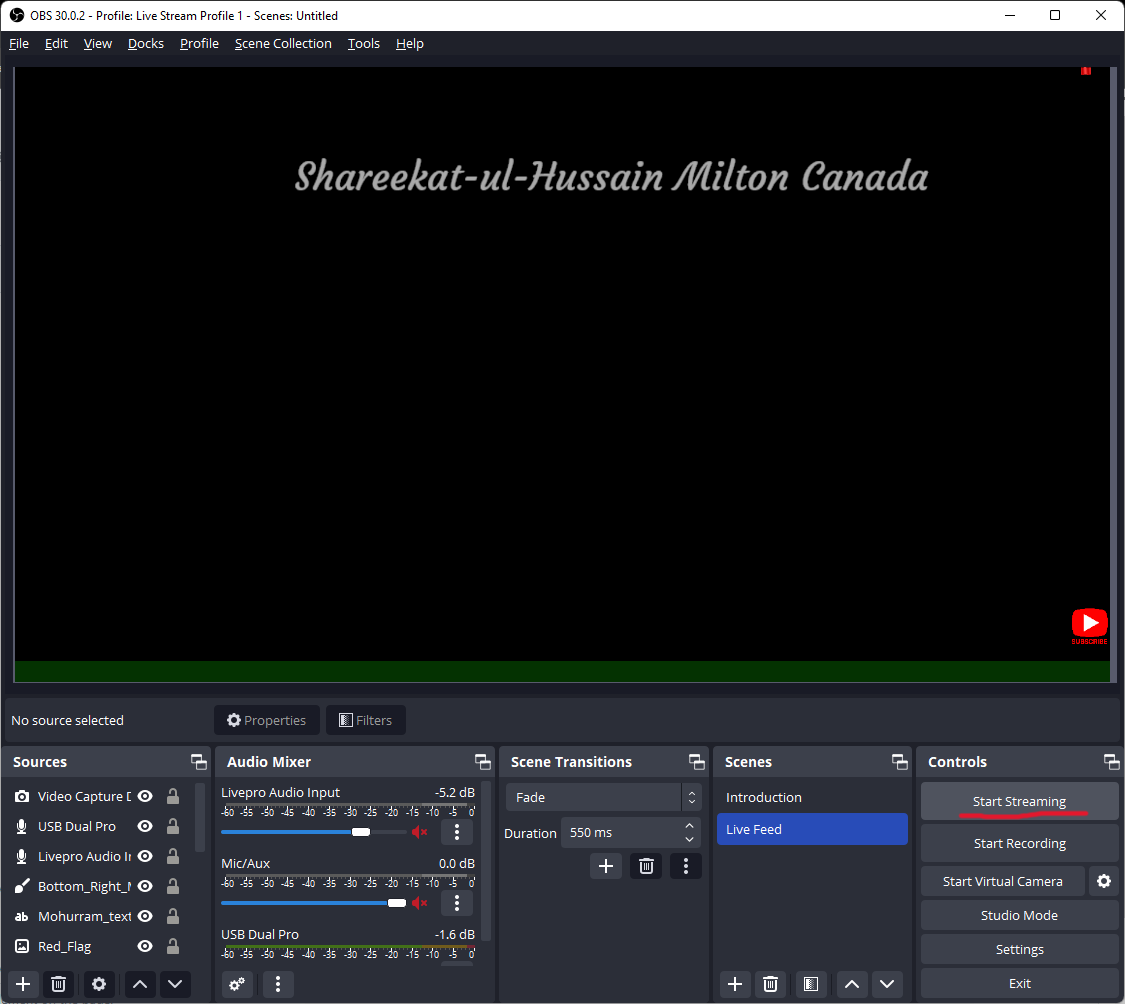 OBS 30.0.2 - Profile: Live Stream Profile 1 - Scenes: Untitled
File Edit View Docks Profile Scene Collection Tools Help
Shareekat-ul-Hussain Milton Canada
SUBSCRIBE
No source selected
Properties
Filters
Sources
Video Capture D
USB Dual Pro
Livepro Audio In
Bottom_Right_M
Mohurram_text
Red_Flag
Audio Mixer
Livepro Audio Input -5.2 dB
-60 -55 -50 -45 -40 -35 -30 -25 -20 -15 -10 -5 0
Mic/Aux 0.0 dB
-60 -55 -50 -45 -40 -35 -30 -25 -20 -15 -10 -5 0
USB Dual Pro -1.6 dB
-60 -55 -50 -45 -40 -35 -30 -25 -20 -15 -10 -5 0
Scene Transitions
Fade
Duration 550 ms
Scenes
Introduction
Live Feed
Controls
Start Streaming
Start Recording
Start Virtual Camera
Studio Mode
Settings
Exit